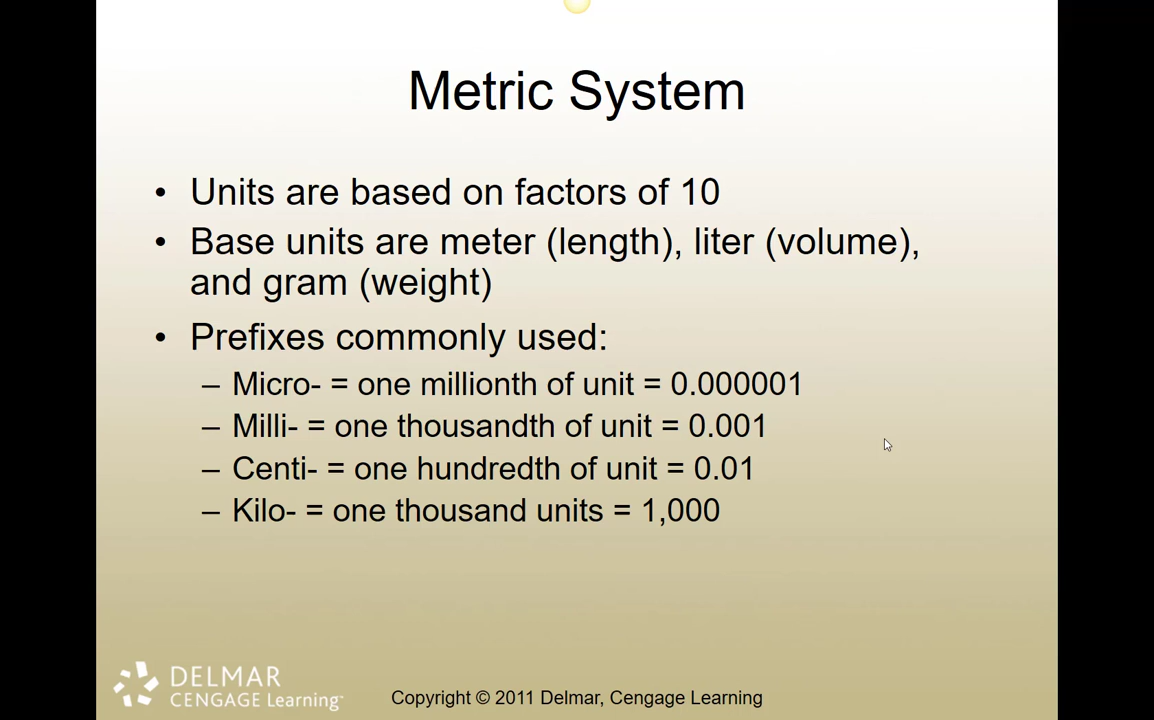 Metric System
• Units are based on factors of 10
• Base units are meter (length), liter (volume),
and gram (weight)
• Prefixes commonly used:
– Micro- = one millionth of unit = 0.000001
– Milli- = one thousandth of unit = 0.001
– Centi- = one hundredth of unit = 0.01
– Kilo- = one thousand units = 1,000
DELMAR
CENGAGE Learning™
Copyright © 2011 Delmar, Cengage Learning